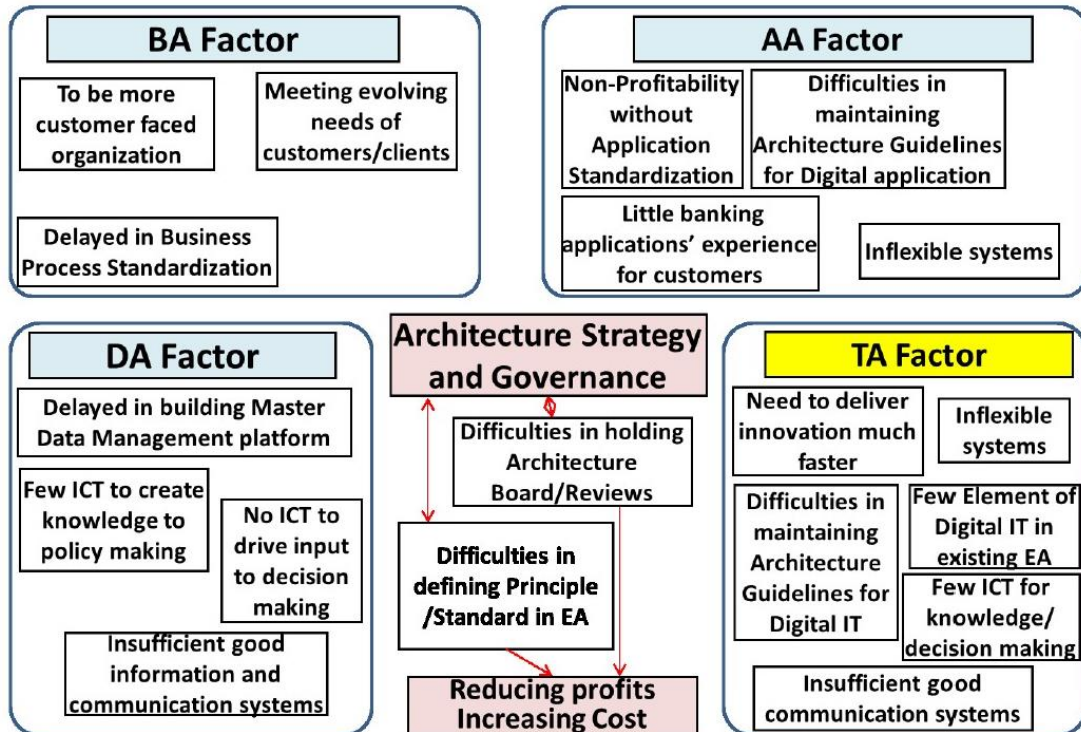 BA Factor
To be more
customer faced
organization
Meeting evolving
needs of
customers/clients
Delayed in Business
Process Standardization
AA Factor
Non-Profitability
without
Application
Standardization
Difficulties in
maintaining
Architecture Guidelines
for Digital application
Little banking
applications’ experience
for customers
Inflexible systems
DA Factor
Delayed in building Master
Data Management platform
Few ICT to create
knowledge to
policy making
No ICT to
drive input
to decision
making
Insufficient good
information and
communication systems
Architecture Strategy
and Governance
Difficulties in holding
Architecture
Board/Reviews
Difficulties in
defining Principle
/Standard in EA
Reducing profits
Increasing Cost
TA Factor
Need to deliver
innovation much
faster
Inflexible
systems
Difficulties in
maintaining
Architecture
Guidelines for
Digital IT
Few Element of
Digital IT in
existing EA
Few ICT for
knowledge/
decision making
Insufficient good
communication systems